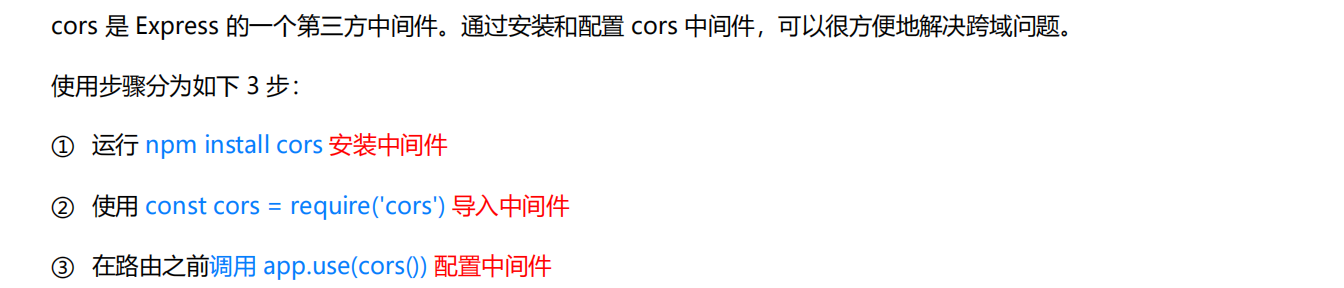 cors 是 Express 的一个第三方中间件。通过安装和配置 cors 中间件，可以很方便地解决跨域问题。
使用步骤分为如下 3 步：
① 运行 npm install cors 安装中间件
② 使用 const cors = require('cors') 导入中间件
③ 在路由之前调用 app.use(cors()) 配置中间件